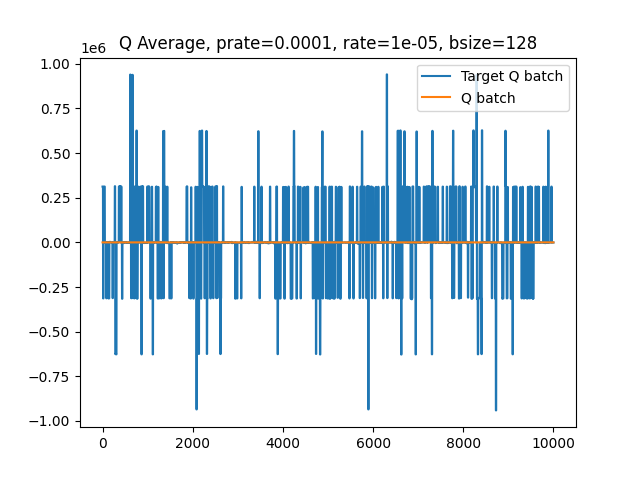 Q Average, prate=0.0001, rate=1e-05, bsize=128
1e6
Target Q batch
Q batch
1.00
0.75
0.50
0.25
0.00
−0.25
−0.50
−0.75
−1.00
0 2000 4000 6000 8000 10000